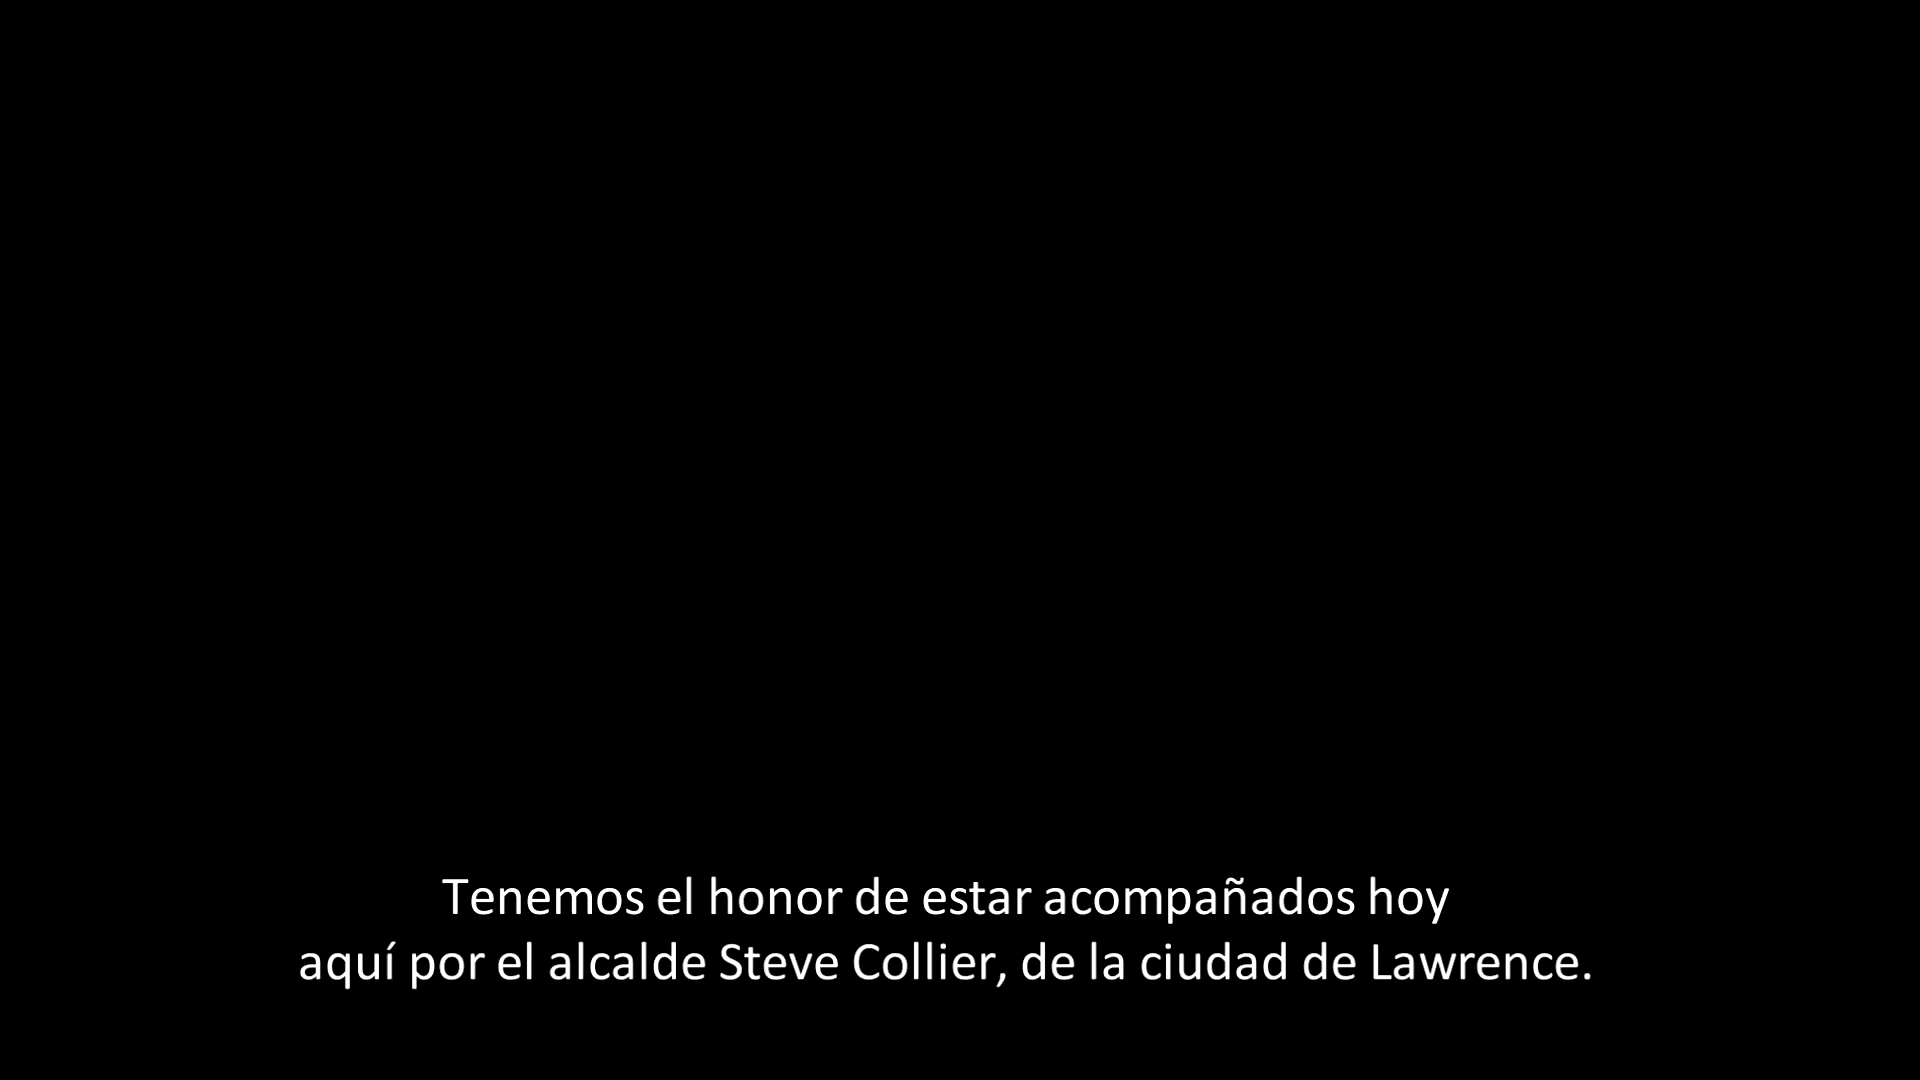 Tenemos el honor de estar acompañados hoy
aquí por el alcalde Steve Collier, de la ciudad de Lawrence.